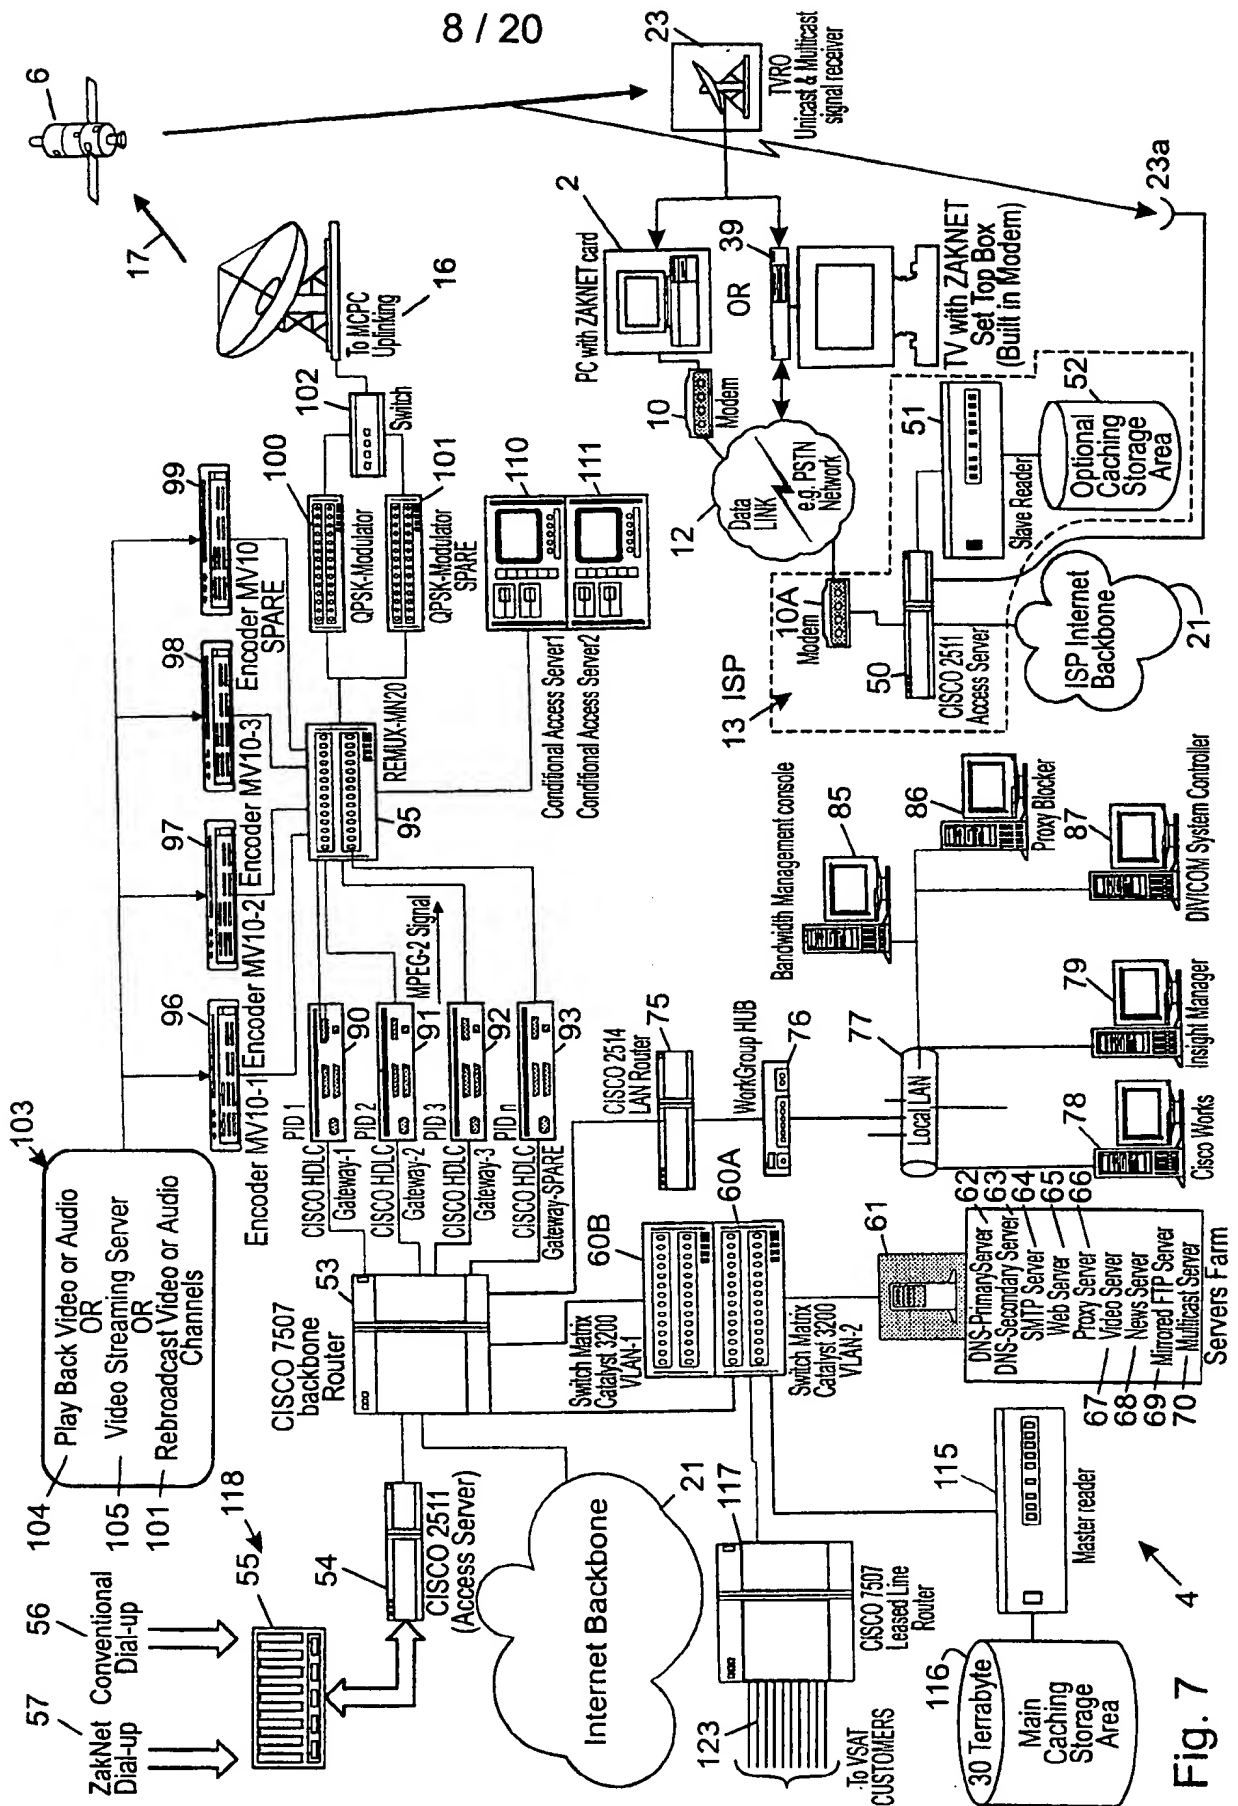 8 / 20
6
17
23
TVRO
Unicast & Multicast
signal receiver
To MCPC
Uplinking
16
102
Switch
99
Encoder MV10
SPARE
98
Encoder MV10-3
97
Encoder MV10-2
96
Encoder MV10-1
100
QPSK-Modulator
101
QPSK-Modulator
SPARE
REMUX-MN20
95
110
111
Conditional Access Server1
Conditional Access Server2
2
PC with ZAKNET card
OR
39
TV with ZAKNET
Set Top Box
(Built in Modem)
23a
10
Modem
12
Data
LINK
e.g. PSTN
Network
13 ISP
10A
Modem
50
CISCO 2511
Access Server
51
Slave Reader
52
Optional
Caching
Storage
Area
ISP Internet
Backbone
21
103
104
Play Back Video or Audio
OR
105
Video Streaming Server
OR
101
Rebroadcast Video or Audio
Channels
PID 1
90
CISCO HDLC
Gateway-1
PID 2
91
CISCO HDLC
Gateway-2
MPEG-2 Signal
PID 3
92
CISCO HDLC
Gateway-3
PID n
93
CISCO HDLC
Gateway-SPARE
53
CISCO 7507
backbone
Router
75
CISCO 2514
LAN Router
WorkGroup HUB
76
77
Local LAN
Bandwidth Management console
85
86
Proxy Blocker
87
DIVICOM System Controller
79
Insight Manager
78
Cisco Works
60B
60A
Switch Matrix
Catalyst 3200
VLAN-1
Switch Matrix
Catalyst 3200
VLAN-2
61
DNS-PrimaryServer 62
DNS-Secondary Server 63
SMTP Server 64
Web Server 65
Proxy Server 66
67 Video Server
68 News Server
69 Mirrored FTP Server
70 Multicast Server
Servers Farm
57
ZakNet
Dial-up
56
Conventional
Dial-up
55
118
54
CISCO 2511
(Access Server)
Internet Backbone
21
117
CISCO 7507
Leased Line
Router
123
To VSAT
CUSTOMERS
115
Master reader
116
30 Terrabyte
Main
Caching
Storage
Area
4
Fig. 7